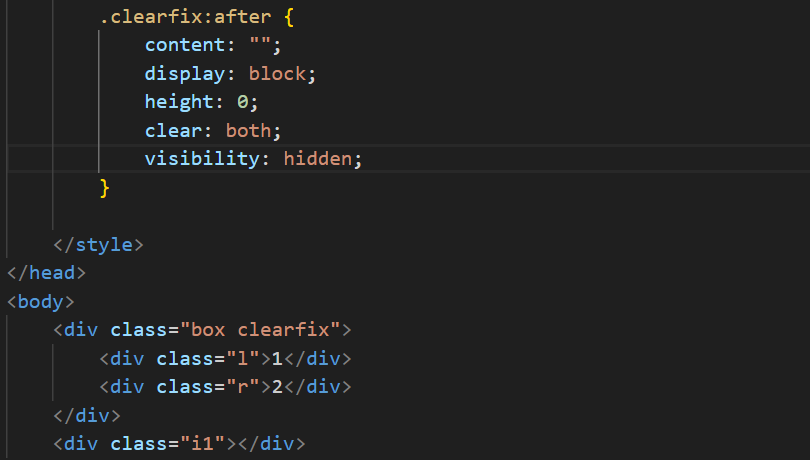 .clearfix:after {
content: "";
display: block;
height: 0;
clear: both;
visibility: hidden;
}
</style>
</head>
<body>
<div class="box clearfix">
<div class="l">1</div>
<div class="r">2</div>
</div>
<div class="i1"></div>